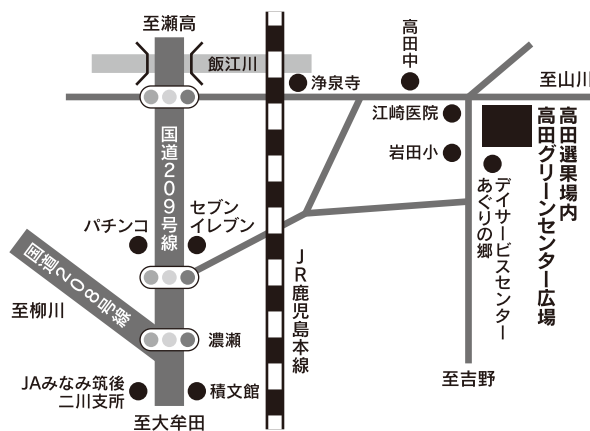 至瀬高
飯江川
浄泉寺
高田中
至山川
江崎医院
岩田小
高田選果場内
高田グリーンセンター広場
デイサービスセンター
あぐりの郷
国道209号線
セブン
イレブン
パチンコ
国道208号線
至柳川
JR鹿児島本線
濃瀬
JAみなみ筑後
二川支所
積文館
至大牟田
至吉野